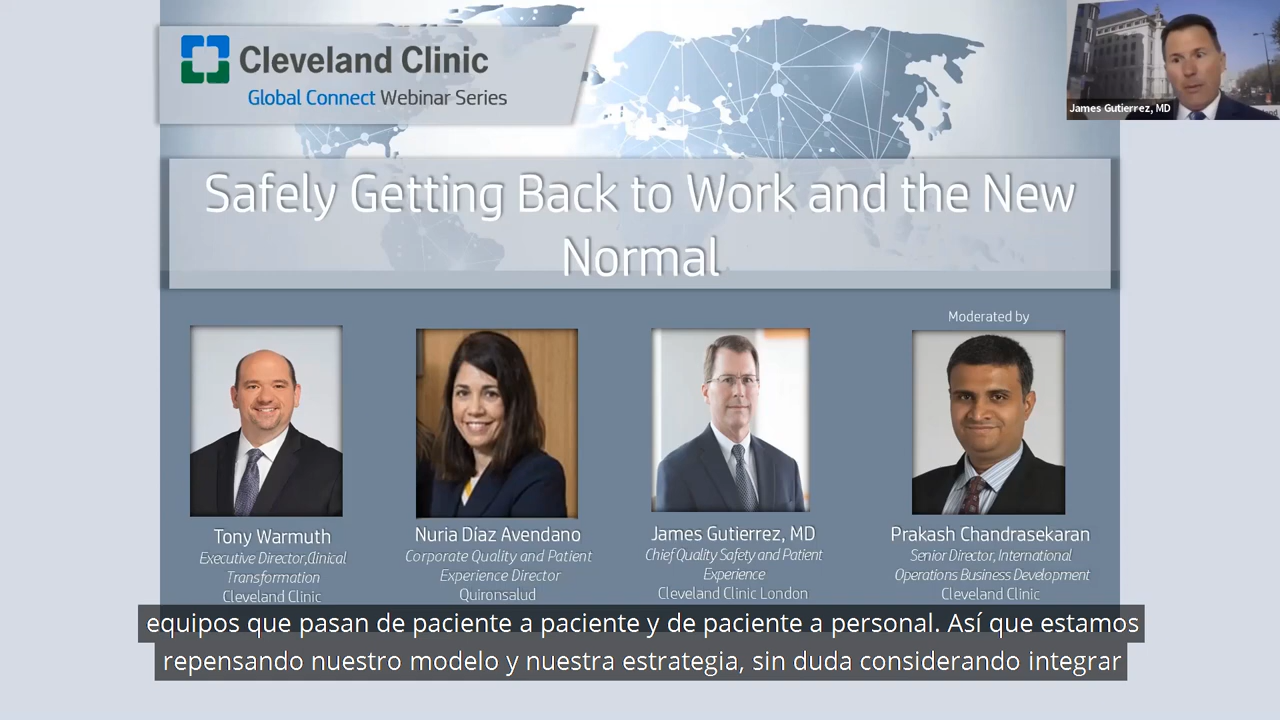 Cleveland Clinic
Global Connect Webinar Series
James Gutierrez, MD
Safely Getting Back to Work and the New
Normal
Moderated by
Tony Warmuth
Executive Director,Clinical
Transformation
Cleveland Clinic
Nuria Díaz Avendano
Corporate Quality and Patient
Experience Director
Quironsalud
James Gutierrez, MD
Chief Quality Safety and Patient
Experience
Cleveland Clinic London
Prakash Chandrasekaran
Senior Director, International
Operations Business Development
Cleveland Clinic
equipos que pasan de paciente a paciente y de paciente a personal. Así que estamos
repensando nuestro modelo y nuestra estrategia, sin duda considerando integrar